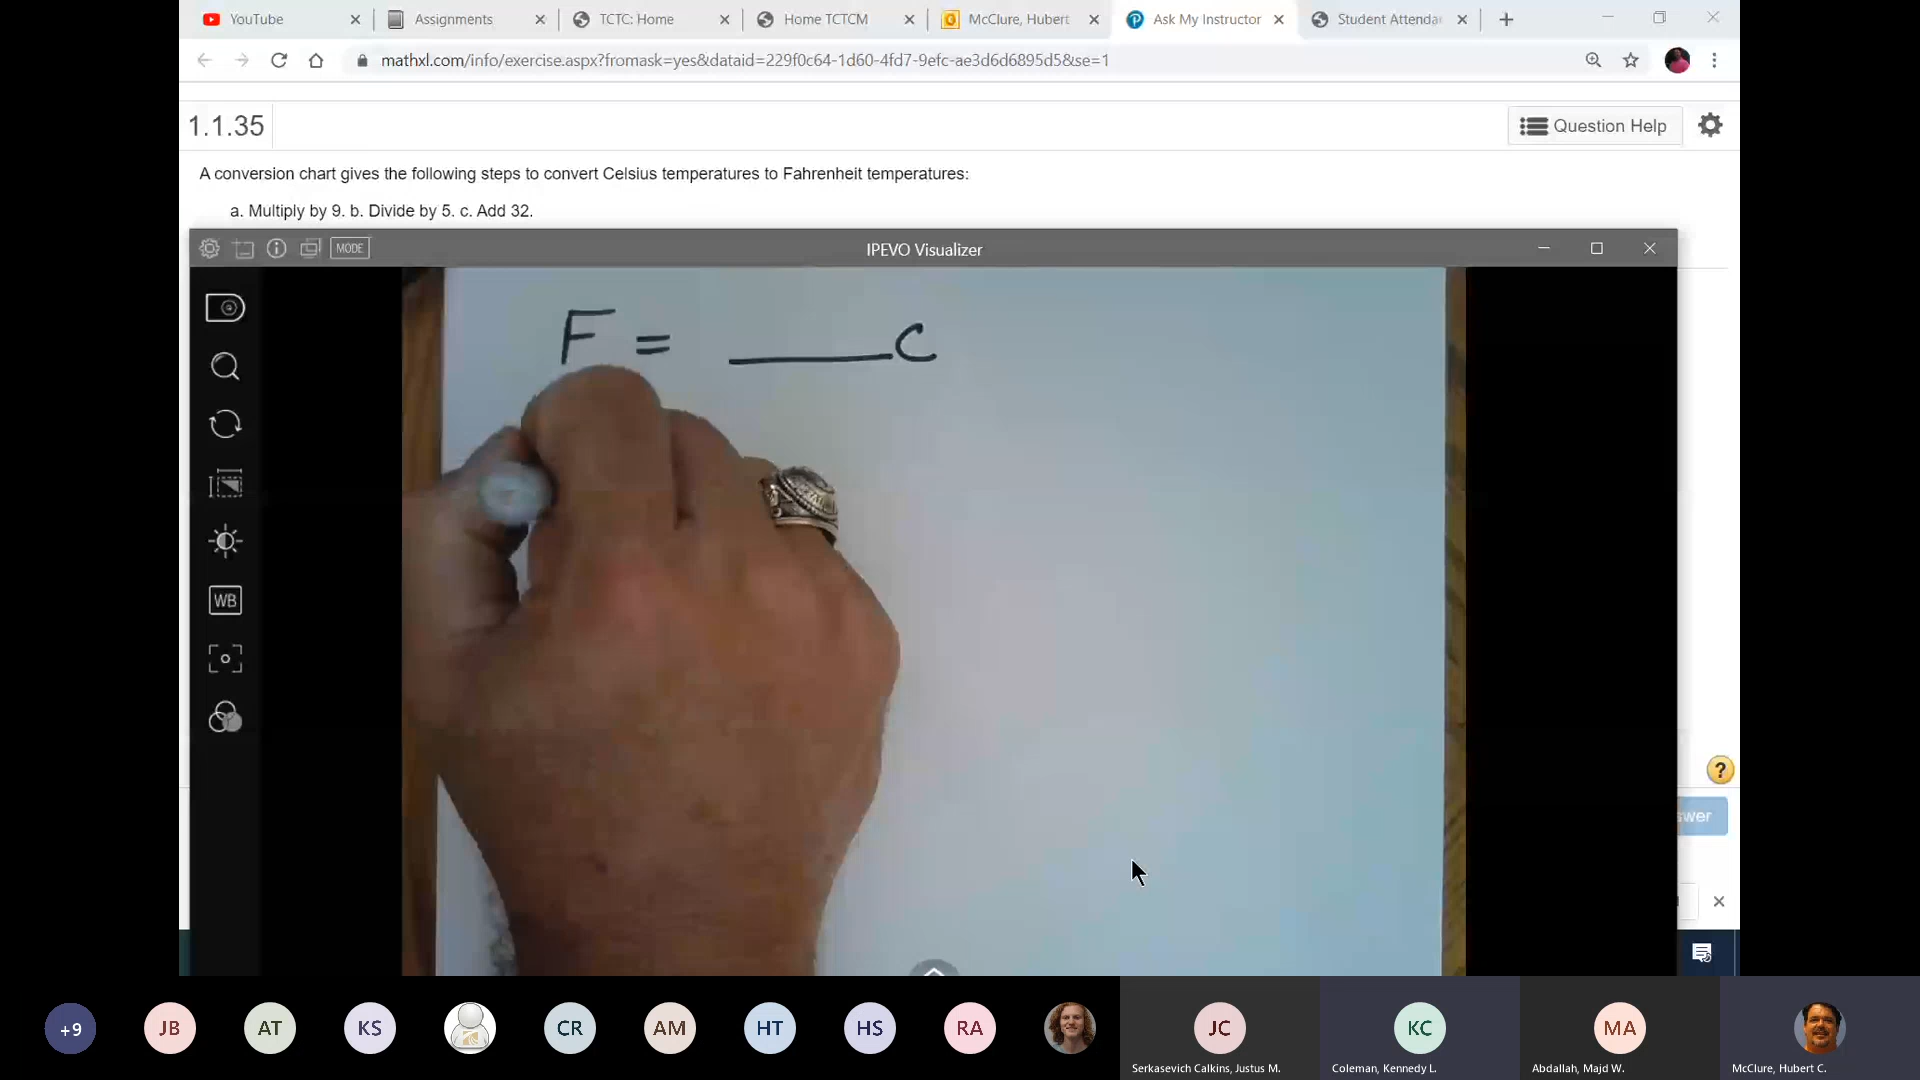 YouTube
Assignments
TCTC: Home
Home TCTCM
McClure, Hubert
Ask My Instructor
Student Attenda
mathxl.com/info/exercise.aspx?fromask=yes&dataid=229f0c64-1d60-4fd7-9efc-ae3d6d6895d5&se=1
1.1.35
Question Help
A conversion chart gives the following steps to convert Celsius temperatures to Fahrenheit temperatures:
a. Multiply by 9. b. Divide by 5. c. Add 32.
MODE
IPEVO Visualizer
F = ____C
WB
?
swer
+9
JB
AT
KS
CR
AM
HT
HS
RA
JC
KC
MA
Serkasevich Calkins, Justus M.
Coleman, Kennedy L.
Abdallah, Majd W.
McClure, Hubert C.